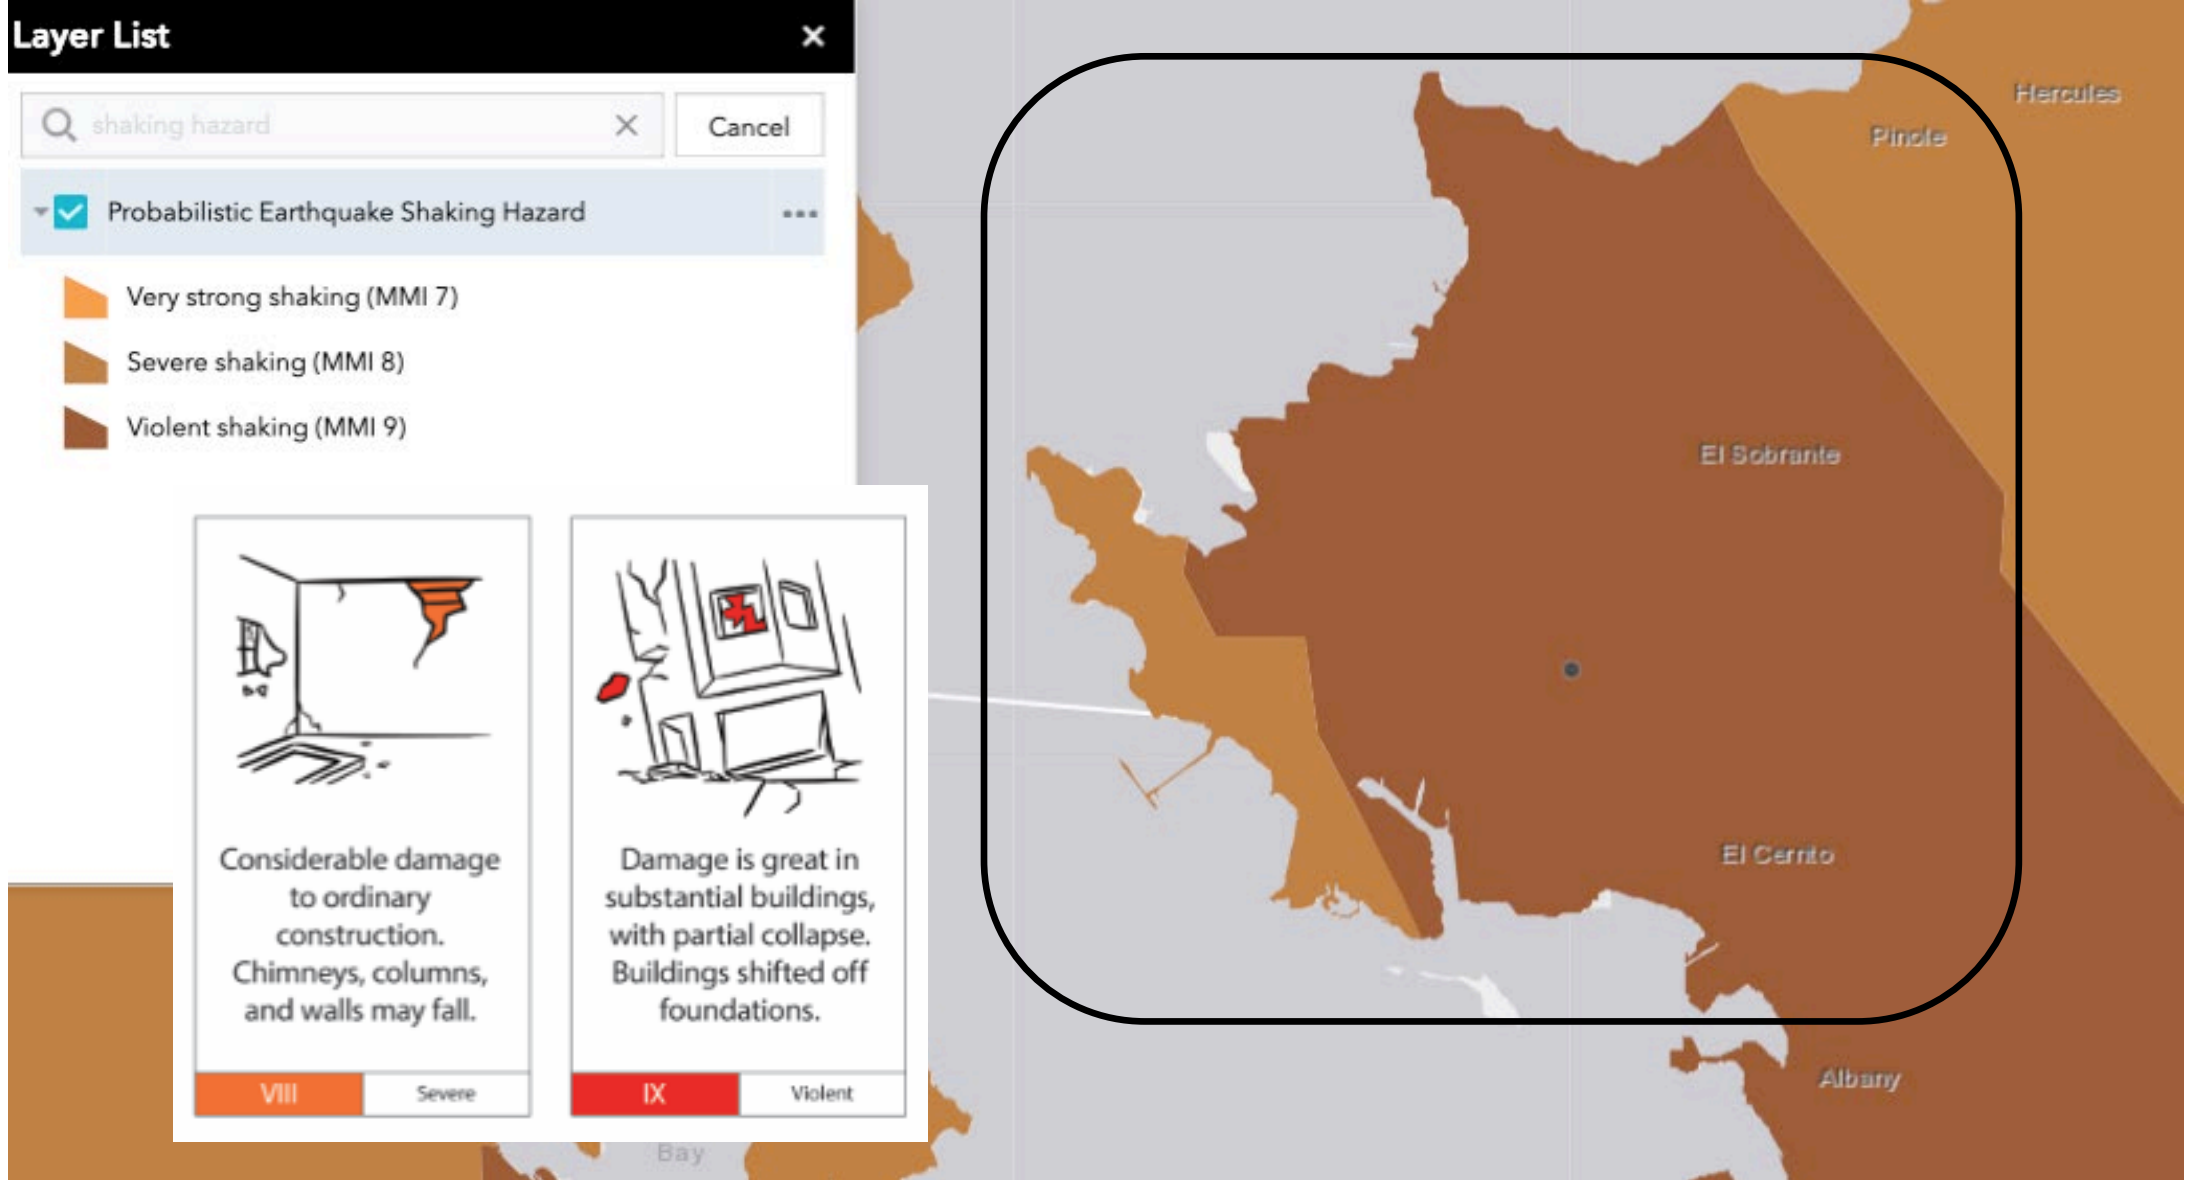 Layer List
shaking hazard
Cancel
Probabilistic Earthquake Shaking Hazard
Very strong shaking (MMI 7)
Severe shaking (MMI 8)
Violent shaking (MMI 9)
Considerable damage
to ordinary
construction.
Chimneys, columns,
and walls may fall.
VIII
Severe
Damage is great in
substantial buildings,
with partial collapse.
Buildings shifted off
foundations.
IX
Violent
Hercules
Pinole
El Sobrante
El Cerrito
Albany
Bay